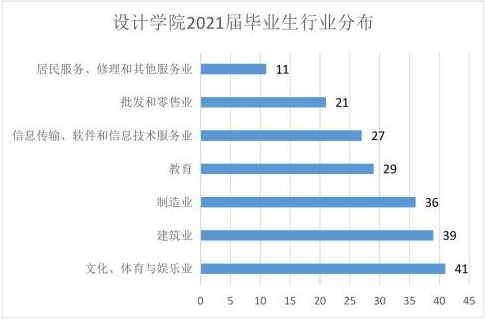 设计学院2021届毕业生行业分布
居民服务、修理和其他服务业 11
批发和零售业 21
信息传输、软件和信息技术服务业 27
教育 29
制造业 36
建筑业 39
文化、体育与娱乐业 41
0 5 10 15 20 25 30 35 40 45